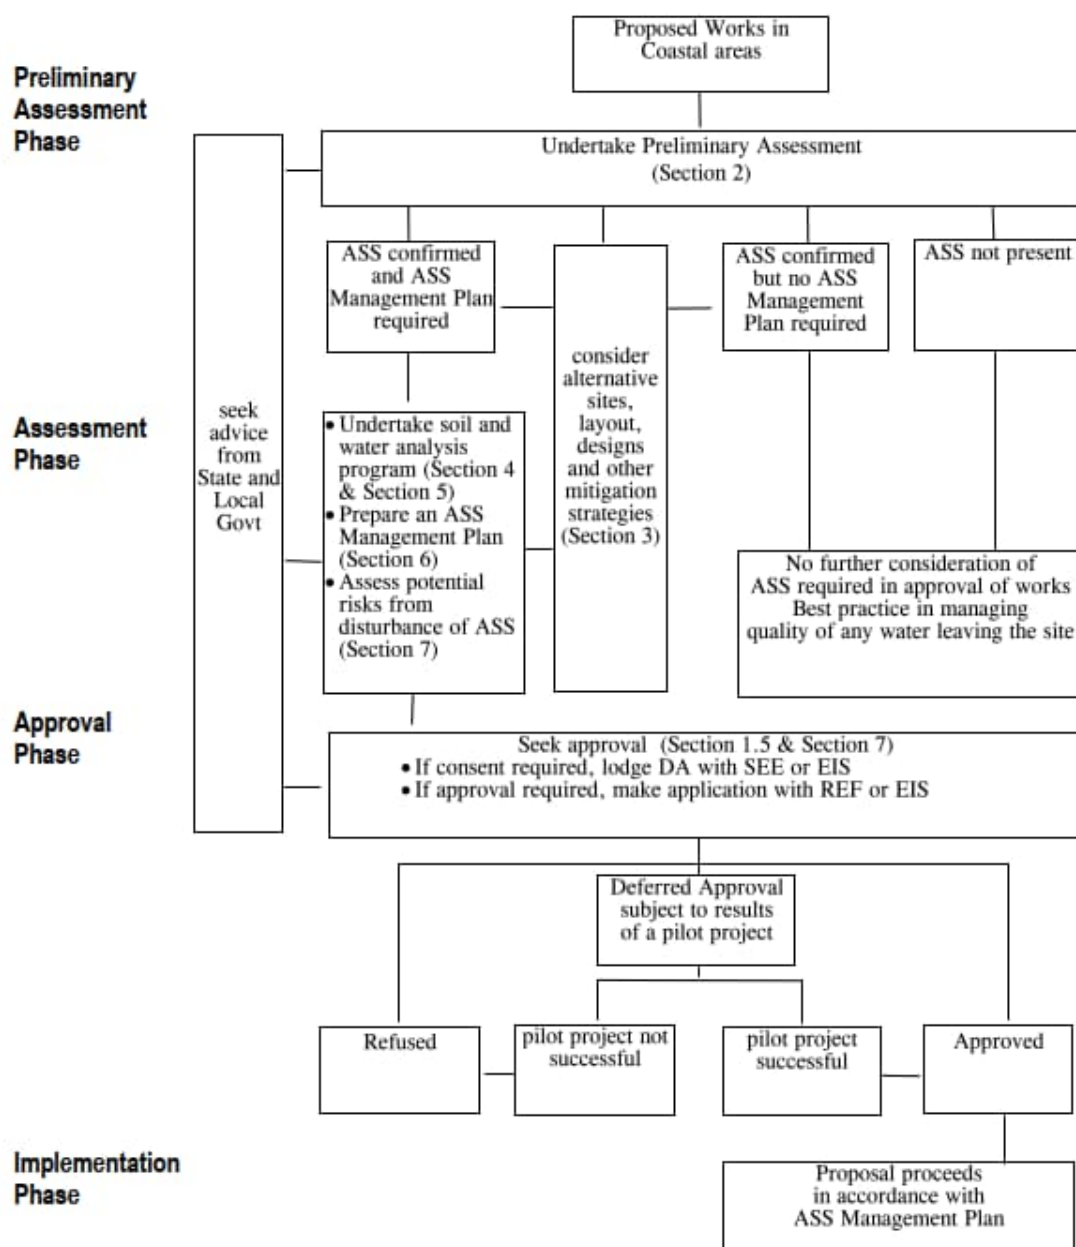 Proposed Works in
Coastal areas
Preliminary
Assessment
Phase
Undertake Preliminary Assessment
(Section 2)
ASS confirmed
and ASS
Management Plan
required
ASS confirmed
but no ASS
Management
Plan required
ASS not present
consider
alternative
sites,
layout,
designs
and other
mitigation
strategies
(Section 3)
Assessment
Phase
seek
advice
from
State and
Local
Govt
• Undertake soil and
water analysis
program (Section 4
& Section 5)
• Prepare an ASS
Management Plan
(Section 6)
• Assess potential
risks from
disturbance of ASS
(Section 7)
No further consideration of
ASS required in approval of works
Best practice in managing
quality of any water leaving the site
Approval
Phase
Seek approval (Section 1.5 & Section 7)
• If consent required, lodge DA with SEE or EIS
• If approval required, make application with REF or EIS
Deferred Approval
subject to results
of a pilot project
Refused
pilot project not
successful
pilot project
successful
Approved
Implementation
Phase
Proposal proceeds
in accordance with
ASS Management Plan